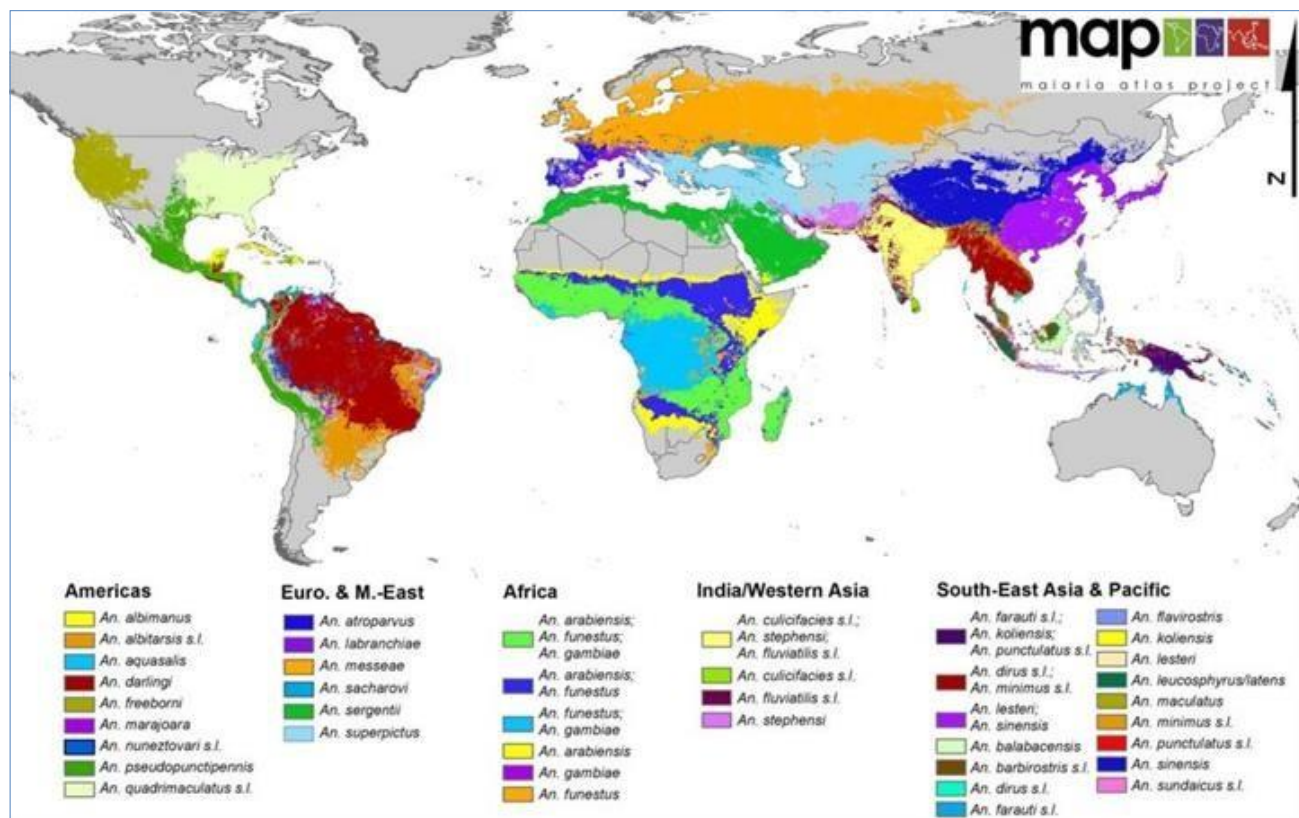 map
malaria atlas project
N
Americas
An. albimanus
An. albitarsis s.l.
An. aquasalis
An. darlingi
An. freeborni
An. marajoara
An. nuneztovari s.l.
An. pseudopunctipennis
An. quadrimaculatus s.l.
Euro. & M.-East
An. atroparvus
An. labranchiae
An. messeae
An. sacharovi
An. sergentii
An. superpictus
Africa
An. arabiensis;
An. funestus;
An. gambiae
An. arabiensis;
An. funestus
An. funestus;
An. gambiae
An. arabiensis
An. gambiae
An. funestus
India/Western Asia
An. culicifacies s.l.;
An. stephensi;
An. fluviatilis s.l.
An. culicifacies s.l.
An. fluviatilis s.l.
An. stephensi
South-East Asia & Pacific
An. farauti s.l.;
An. koliensis;
An. punctulatus s.l.
An. dirus s.l.;
An. minimus s.l.
An. lesteri;
An. sinensis
An. balabacensis
An. barbirostris s.l.
An. dirus s.l.
An. farauti s.l.
An. flavirostris
An. koliensis
An. lesteri
An. leucosphyrus/latens
An. maculatus
An. minimus s.l.
An. punctulatus s.l.
An. sinensis
An. sundaicus s.l.